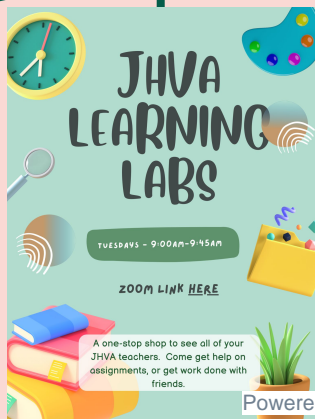 JHVA
LEARNING
LABS
TUESDAYS - 9:00AM-9:45AM
ZOOM LINK HERE
A one-stop shop to see all of your
JHVA teachers. Come get help on
assignments, or get work done with
friends.
Powere